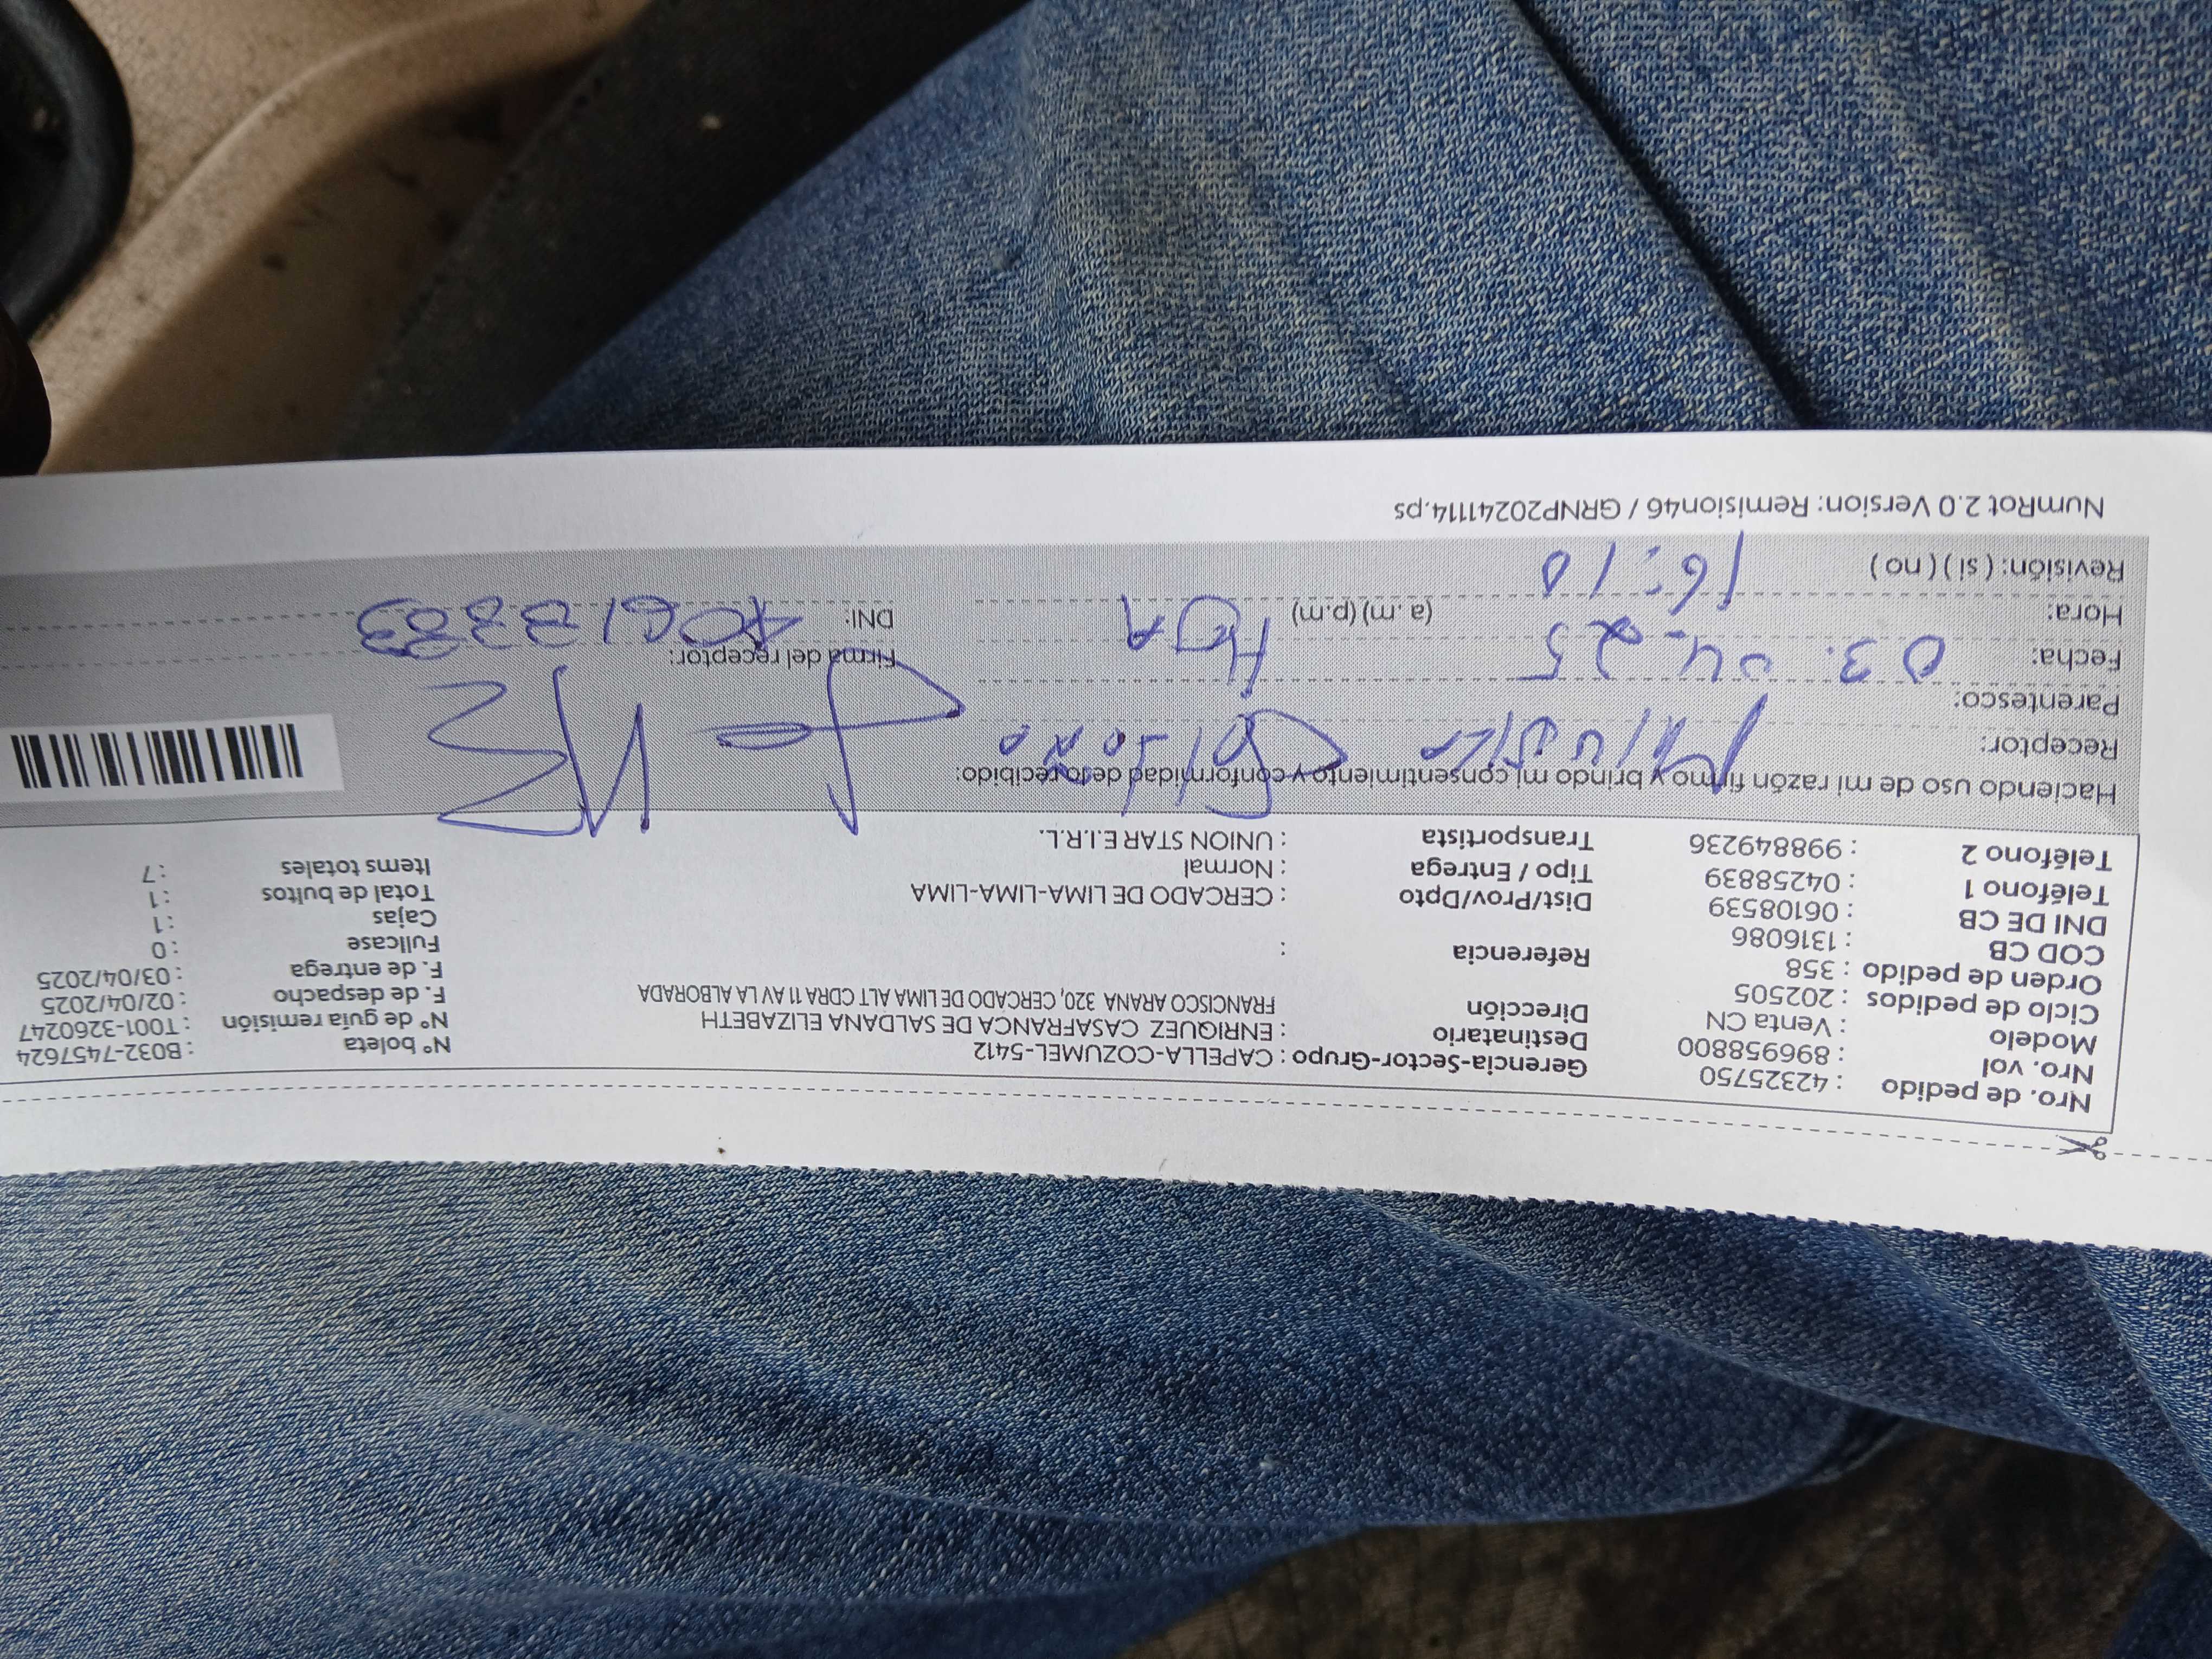 Nro. de pedido : 42325750
Nro. vol : 896958800
Modelo : Venta CN
Ciclo de pedidos : 202505
Orden de pedido : 358
COD CB : 1316086
DNI DE CB : 06108539
Teléfono 1 : 04258839
Teléfono 2 : 998849236
Gerencia-Sector-Grupo : CAPELLA-COZUMEL-5412
Destinatario : ENRIQUEZ CASAFRANCA DE SALDANA ELIZABETH
Dirección FRANCISCO ARANA 320, CERCADO DE LIMA ALT CDRA 11 AV LA ALBORADA
Referencia :
Dist/Prov/Dpto : CERCADO DE LIMA-LIMA-LIMA
Tipo / Entrega : Normal
Transportista : UNION STAR E.I.R.L.
N° boleta : B032-7457624
N° de guía remisión : T001-3260247
F. de despacho : 02/04/2025
F. de entrega : 03/04/2025
Fullcase : 0
Cajas : 1
Total de bultos : 1
Items totales : 7
Haciendo uso de mi razón firmo y brindo mi consentimiento y conformidad de lo recibido:
Receptor:
Parentesco:
Fecha: 03.04.25
Hora: 16:10 (a.m) (p.m)
Revisión: (si) (no)
Firma del receptor:
DNI:
NumRot 2.0 Version: Remision46 / GRNP20241114.ps